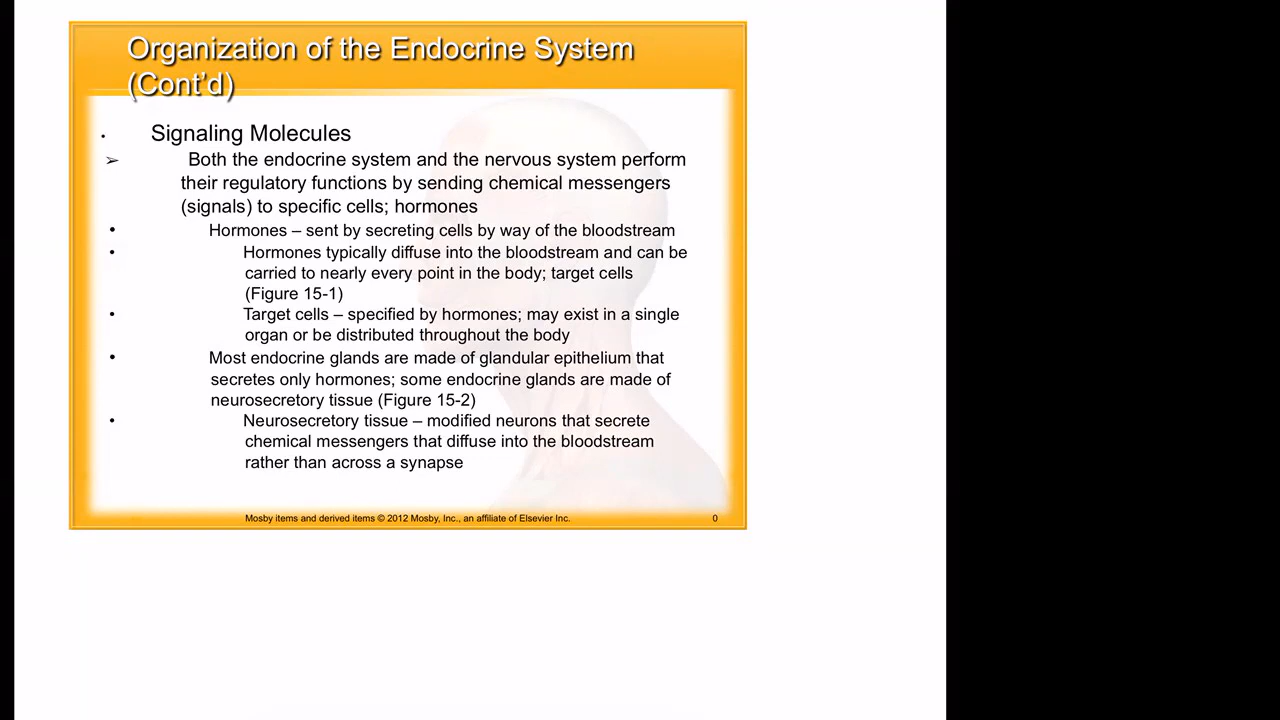 Organization of the Endocrine System
(Cont’d)
• Signaling Molecules
➢ Both the endocrine system and the nervous system perform
their regulatory functions by sending chemical messengers
(signals) to specific cells; hormones
• Hormones – sent by secreting cells by way of the bloodstream
• Hormones typically diffuse into the bloodstream and can be
carried to nearly every point in the body; target cells
(Figure 15-1)
• Target cells – specified by hormones; may exist in a single
organ or be distributed throughout the body
• Most endocrine glands are made of glandular epithelium that
secretes only hormones; some endocrine glands are made of
neurosecretory tissue (Figure 15-2)
• Neurosecretory tissue – modified neurons that secrete
chemical messengers that diffuse into the bloodstream
rather than across a synapse
Mosby items and derived items © 2012 Mosby, Inc., an affiliate of Elsevier Inc. 0